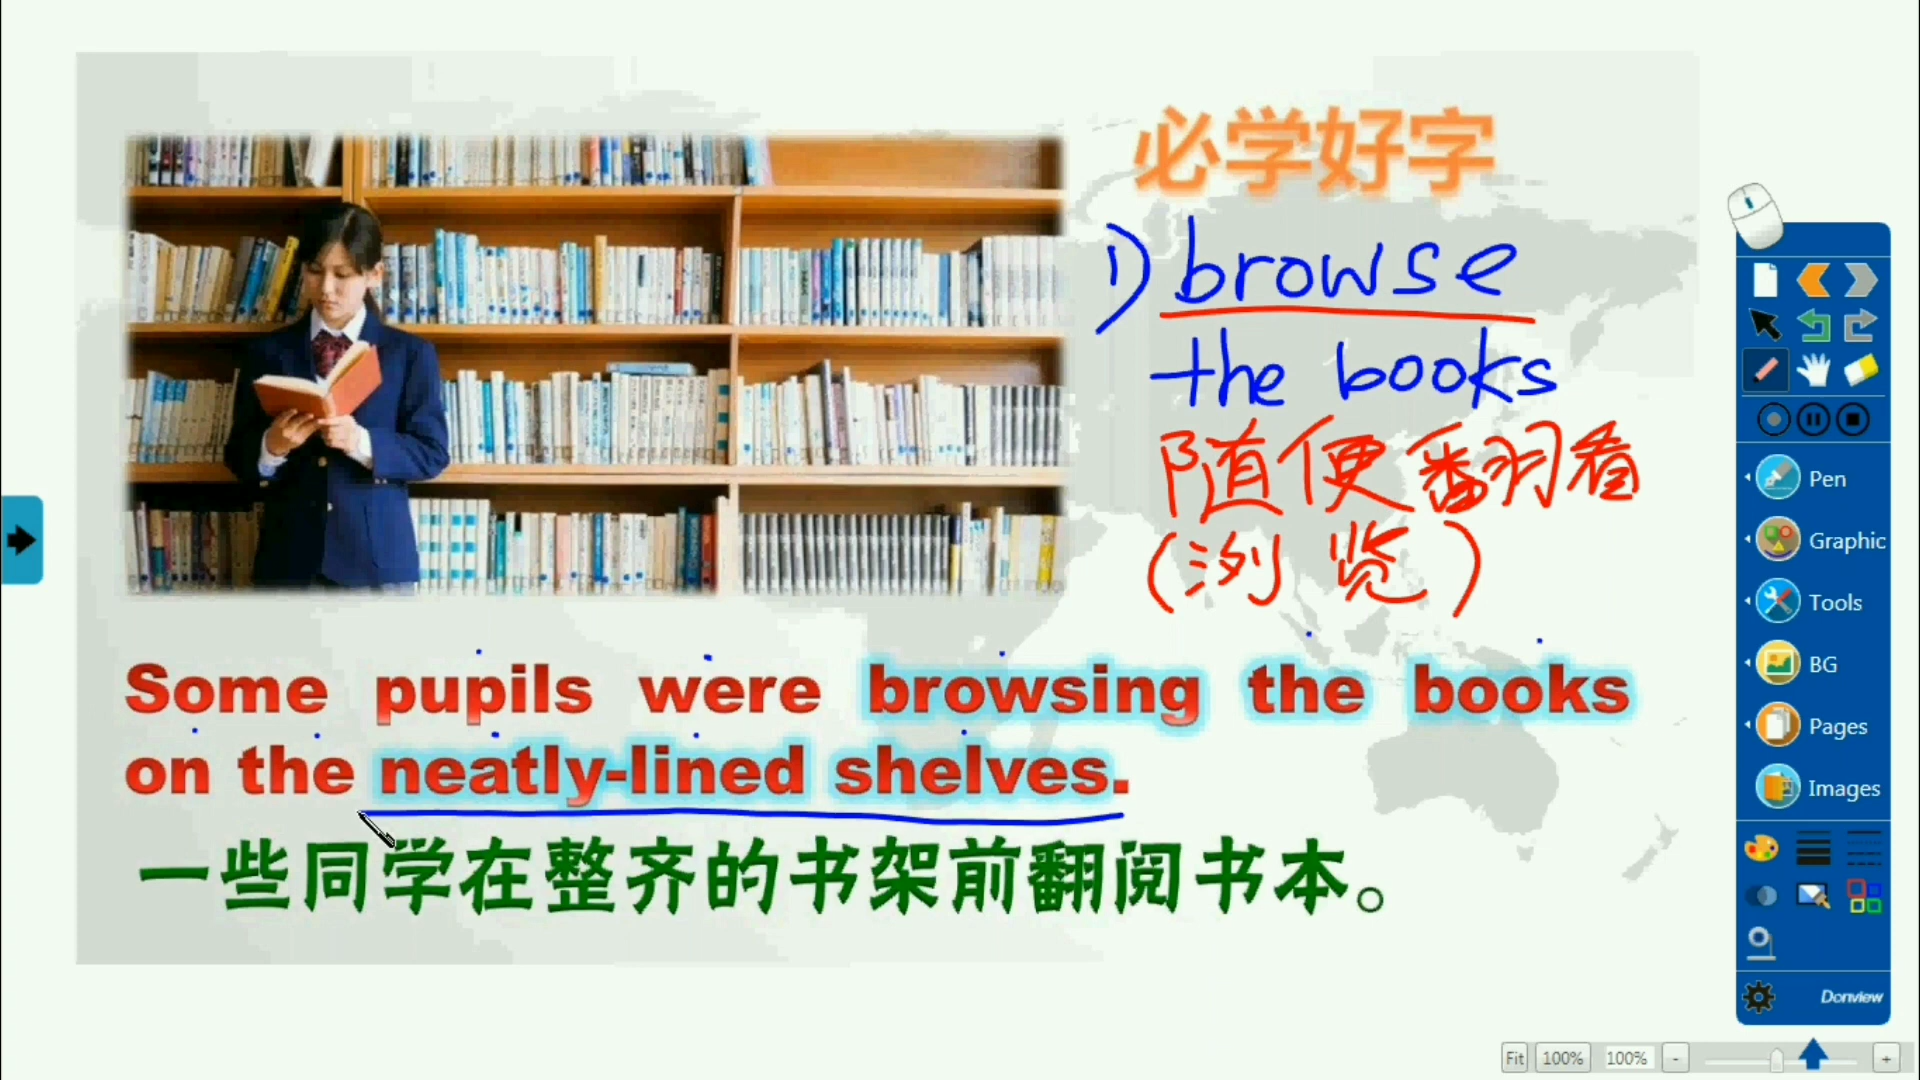 必学好字
1) browse
the books
随便翻看
(浏览)
Some pupils were browsing the books
on the neatly-lined shelves.
一些同学在整齐的书架前翻阅书本。
Pen
Graphic
Tools
BG
Pages
Images
Donview
Fit 100% 100% - +